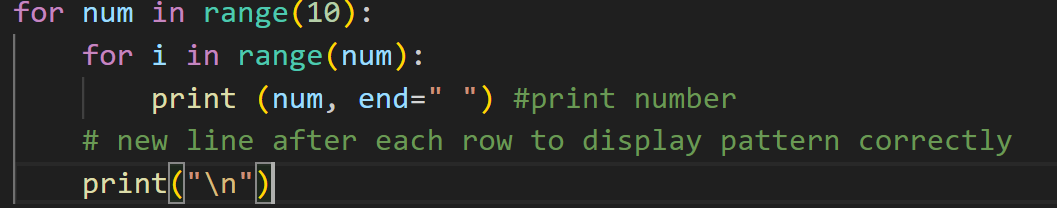 for num in range(10):
    for i in range(num):
        print (num, end=" ") #print number
    # new line after each row to display pattern correctly
    print("\n")